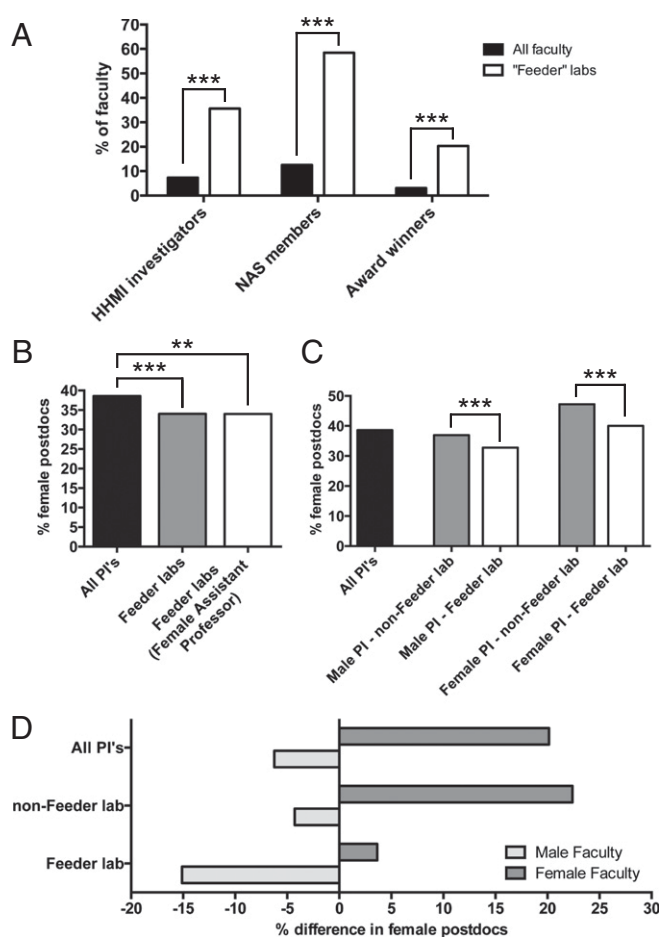 A
70
60
50
40
30
20
10
0
% of faculty
***
***
***
All faculty
"Feeder" labs
HHMI investigators
NAS members
Award winners
B
40
35
30
25
20
15
10
5
0
% female postdocs
**
***
All PI's
Feeder labs
Feeder labs
(Female Assistant
Professor)
C
50
40
30
20
10
0
% female postdocs
***
***
All PI's
Male PI - non-Feeder lab
Male PI - Feeder lab
Female PI - non-Feeder lab
Female PI - Feeder lab
D
All PI's
non-Feeder lab
Feeder lab
Male Faculty
Female Faculty
-20 -15 -10 -5 0 5 10 15 20 25 30
% difference in female postdocs